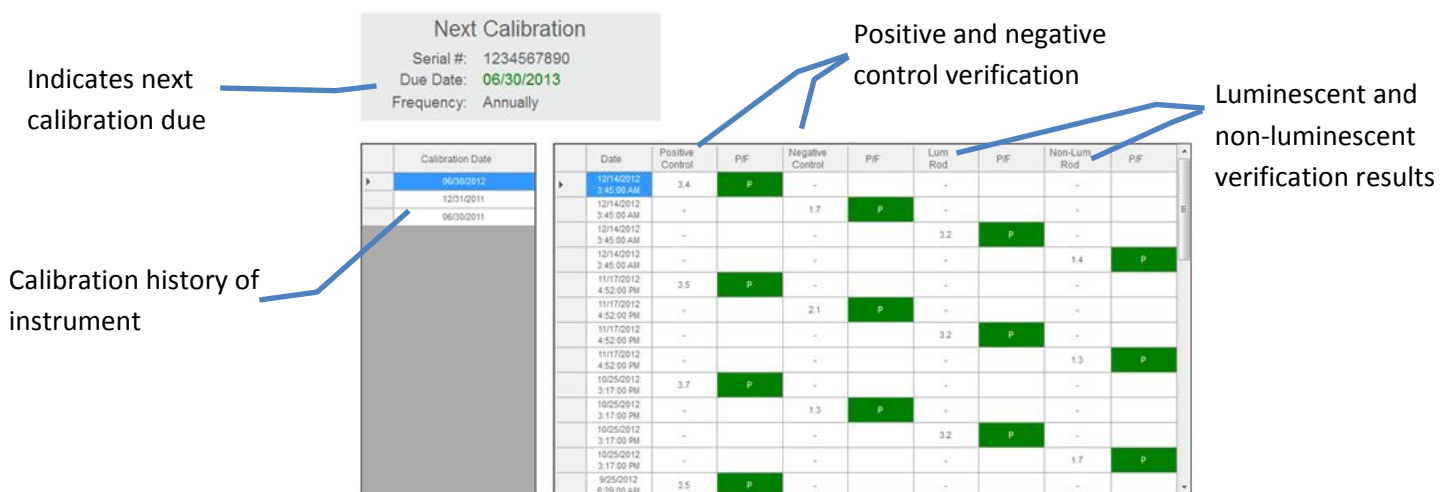 Next Calibration
Serial #: 1234567890
Due Date: 06/30/2013
Frequency: Annually
Indicates next
calibration due
Positive and negative
control verification
Luminescent and
non-luminescent
verification results
Calibration history of
instrument
Calibration Date
06/30/2012
12/31/2011
06/30/2011
Date Positive Control P/F Negative Control P/F Lum Rod P/F Non-Lum Rod P/F
12/14/2012 3:45:00 AM 3.4 P - - -
12/14/2012 3:45:00 AM - 1.7 P - -
12/14/2012 3:45:00 AM - - 3.2 P -
12/14/2012 3:45:00 AM - - - 1.4 P
11/17/2012 4:52:00 PM 3.5 P - - -
11/17/2012 4:52:00 PM - 2.1 P - -
11/17/2012 4:52:00 PM - - 3.2 P -
11/17/2012 4:52:00 PM - - - 1.3 P
10/25/2012 3:17:00 PM 3.7 P - - -
10/25/2012 3:17:00 PM - 1.3 P - -
10/25/2012 3:17:00 PM - - 3.2 P -
10/25/2012 3:17:00 PM - - - 1.7 P
9/25/2012 8:29:00 AM 3.5 P - - -